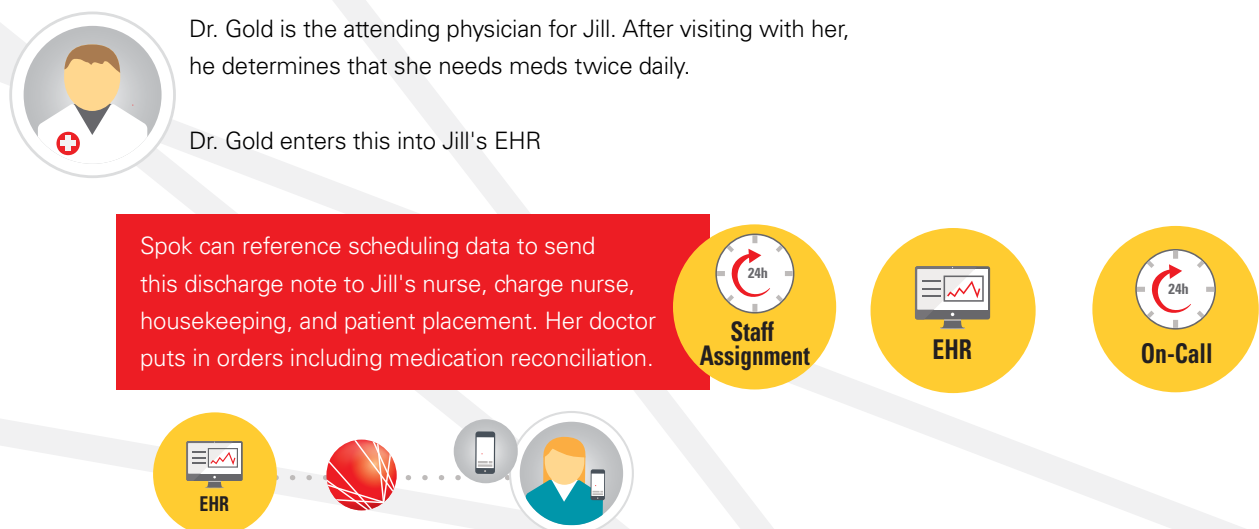 Dr. Gold is the attending physician for Jill. After visiting with her,
he determines that she needs meds twice daily.
Dr. Gold enters this into Jill's EHR
Spok can reference scheduling data to send
this discharge note to Jill's nurse, charge nurse,
housekeeping, and patient placement. Her doctor
puts in orders including medication reconciliation.
24h
Staff
Assignment
EHR
24h
On-Call
EHR